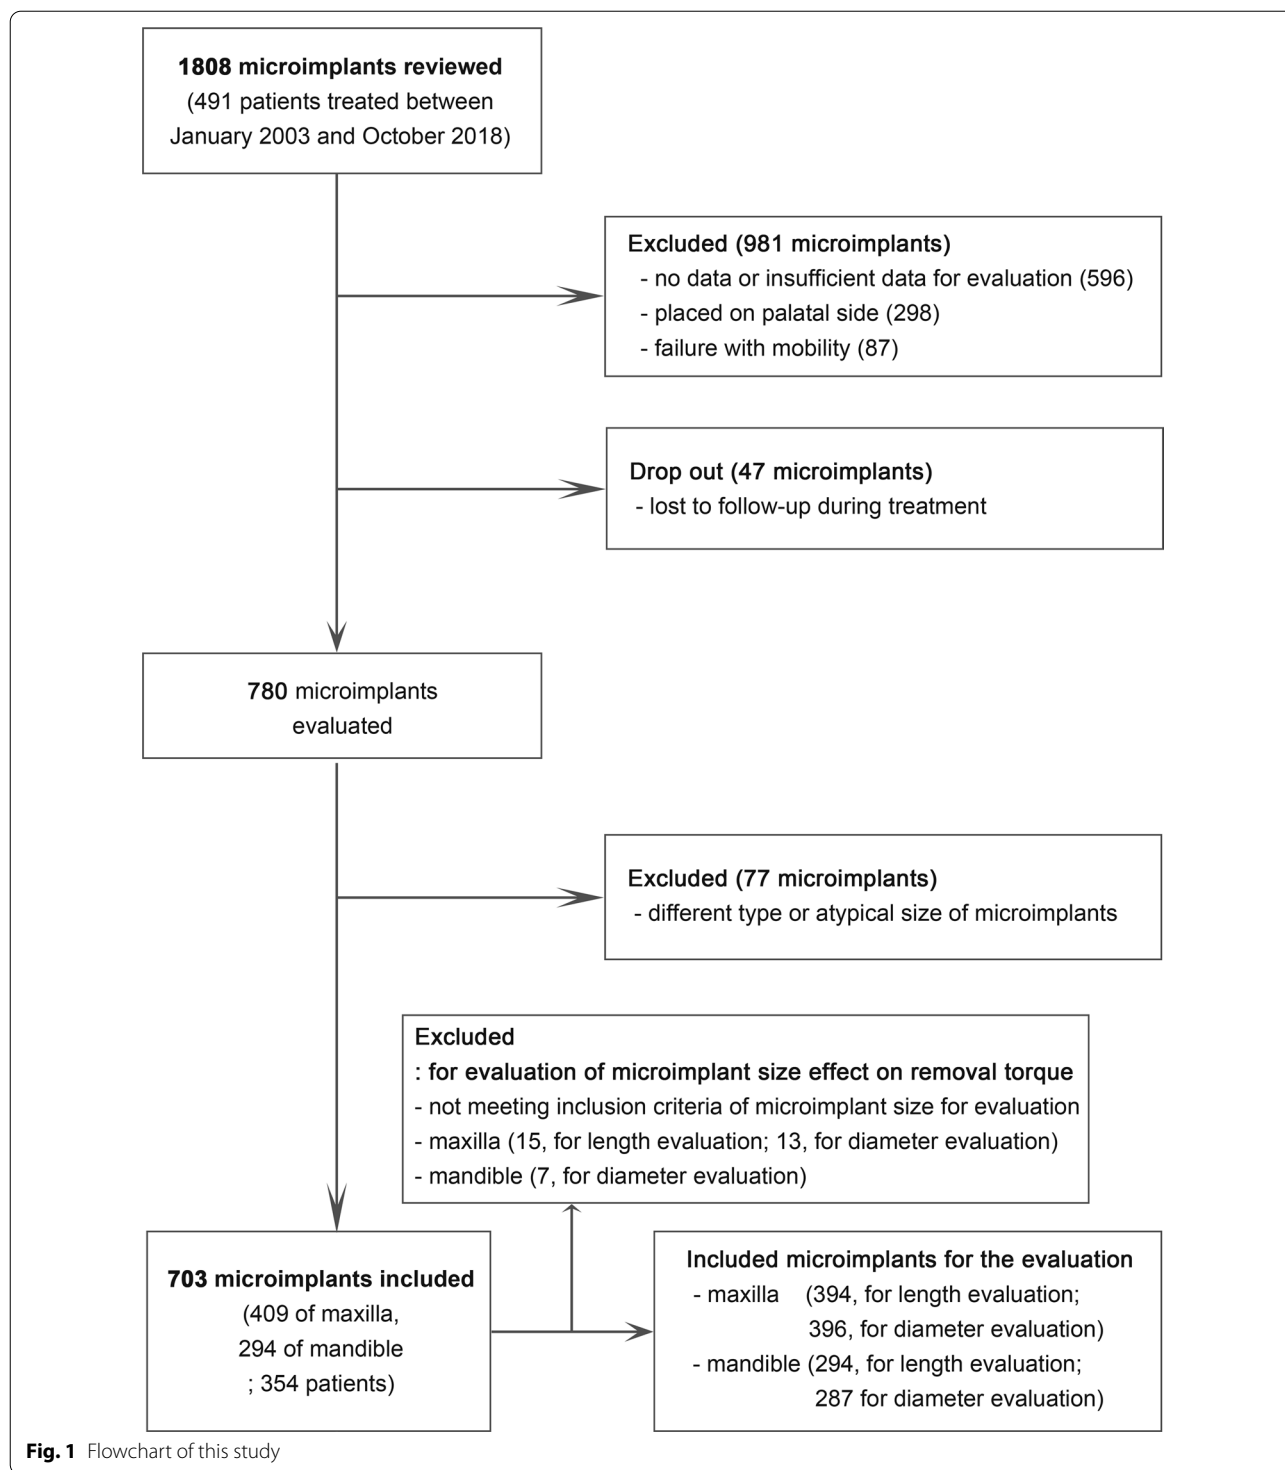 1808 microimplants reviewed
(491 patients treated between
January 2003 and October 2018)
Excluded (981 microimplants)
- no data or insufficient data for evaluation (596)
- placed on palatal side (298)
- failure with mobility (87)
Drop out (47 microimplants)
- lost to follow-up during treatment
780 microimplants
evaluated
Excluded (77 microimplants)
- different type or atypical size of microimplants
Excluded
: for evaluation of microimplant size effect on removal torque
- not meeting inclusion criteria of microimplant size for evaluation
- maxilla (15, for length evaluation; 13, for diameter evaluation)
- mandible (7, for diameter evaluation)
703 microimplants included
(409 of maxilla,
294 of mandible
; 354 patients)
Included microimplants for the evaluation
- maxilla (394, for length evaluation;
396, for diameter evaluation)
- mandible (294, for length evaluation;
287 for diameter evaluation)
Fig. 1 Flowchart of this study